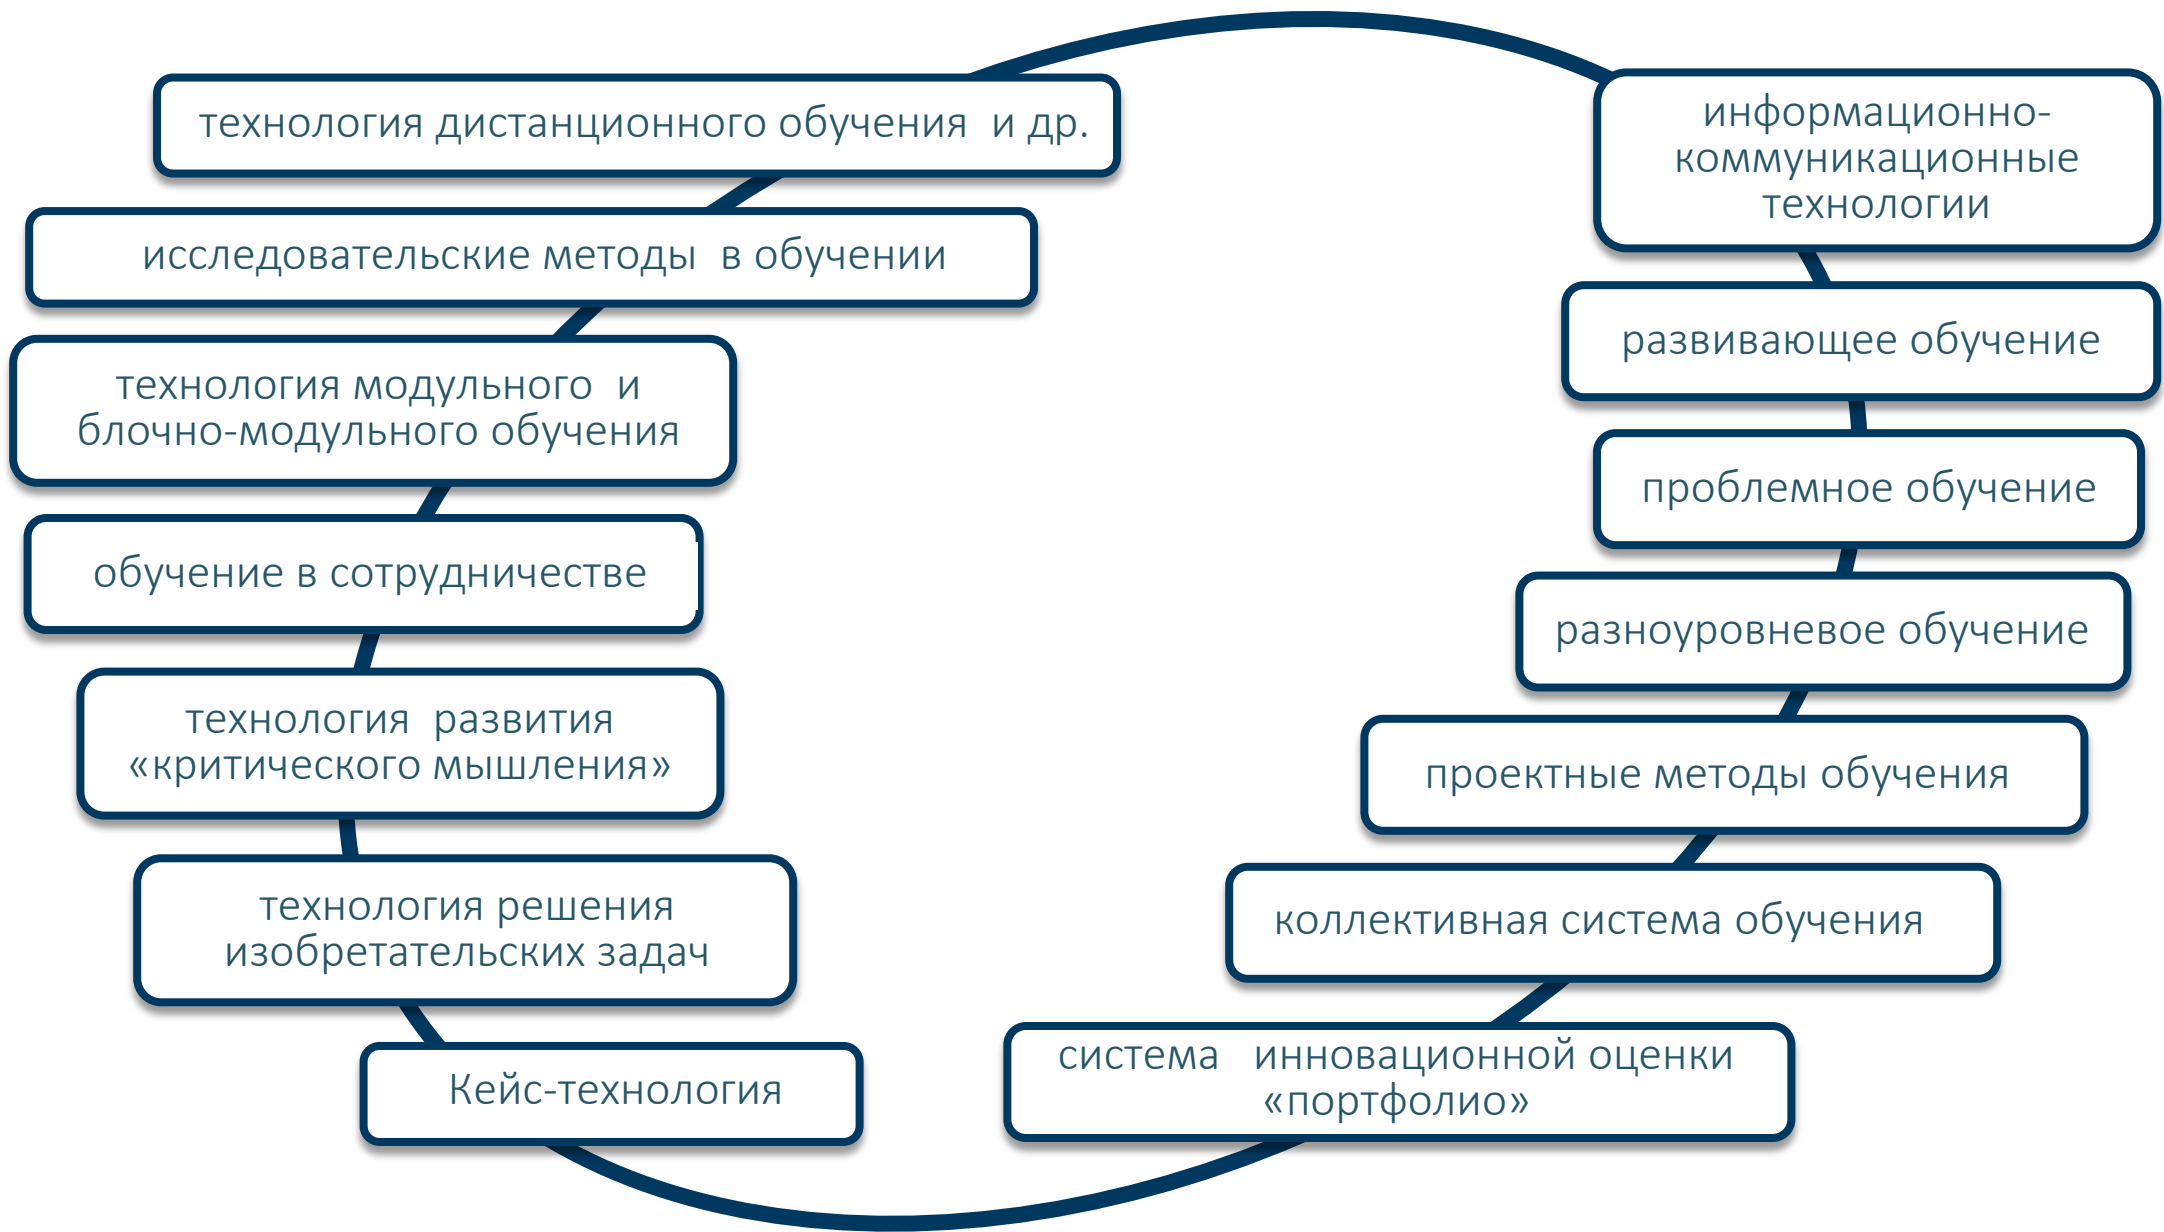 технология дистанционного обучения и др.
исследовательские методы в обучении
технология модульного и
блочно-модульного обучения
обучение в сотрудничестве
технология развития
«критического мышления»
технология решения
изобретательских задач
Кейс-технология
информационно-
коммуникационные
технологии
развивающее обучение
проблемное обучение
разноуровневое обучение
проектные методы обучения
коллективная система обучения
система инновационной оценки
«портфолио»